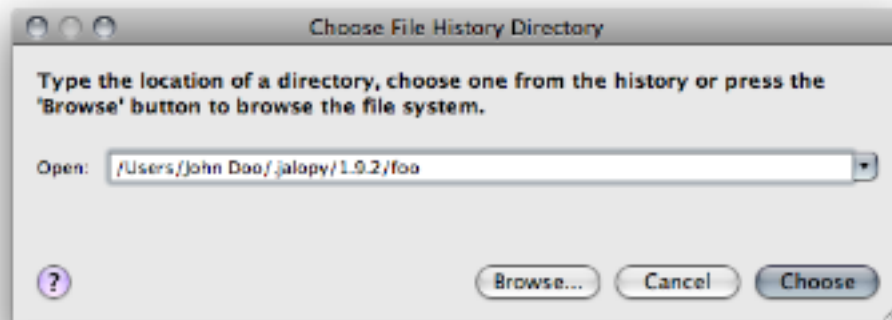 Choose File History Directory
Type the location of a directory, choose one from the history or press the
'Browse' button to browse the file system.
Open: /Users/John Doo/.jalopy/1.9.2/foo
? Browse... Cancel Choose